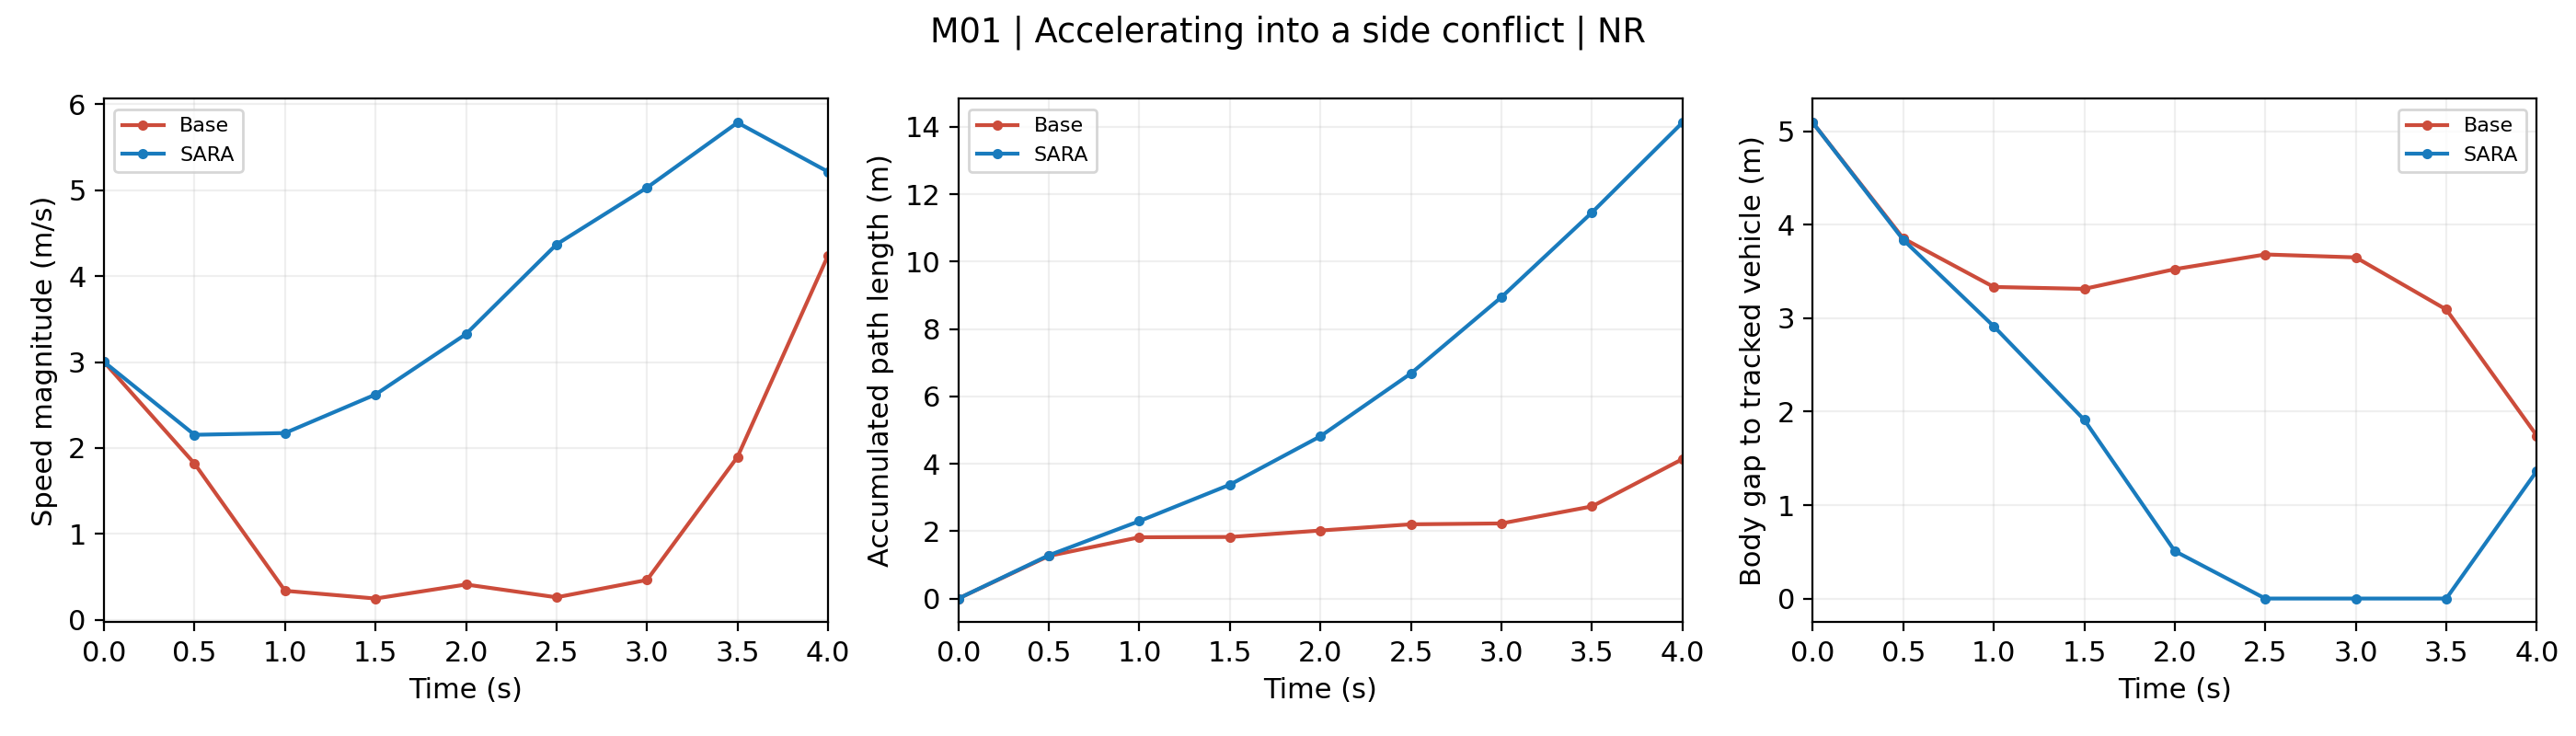 M01 | Accelerating into a side conflict | NR
Speed magnitude (m/s)
6
5
4
3
2
1
0
Base
SARA
0.0 0.5 1.0 1.5 2.0 2.5 3.0 3.5 4.0
Time (s)
Accumulated path length (m)
14
12
10
8
6
4
2
0
Base
SARA
0.0 0.5 1.0 1.5 2.0 2.5 3.0 3.5 4.0
Time (s)
Body gap to tracked vehicle (m)
5
4
3
2
1
0
Base
SARA
0.0 0.5 1.0 1.5 2.0 2.5 3.0 3.5 4.0
Time (s)